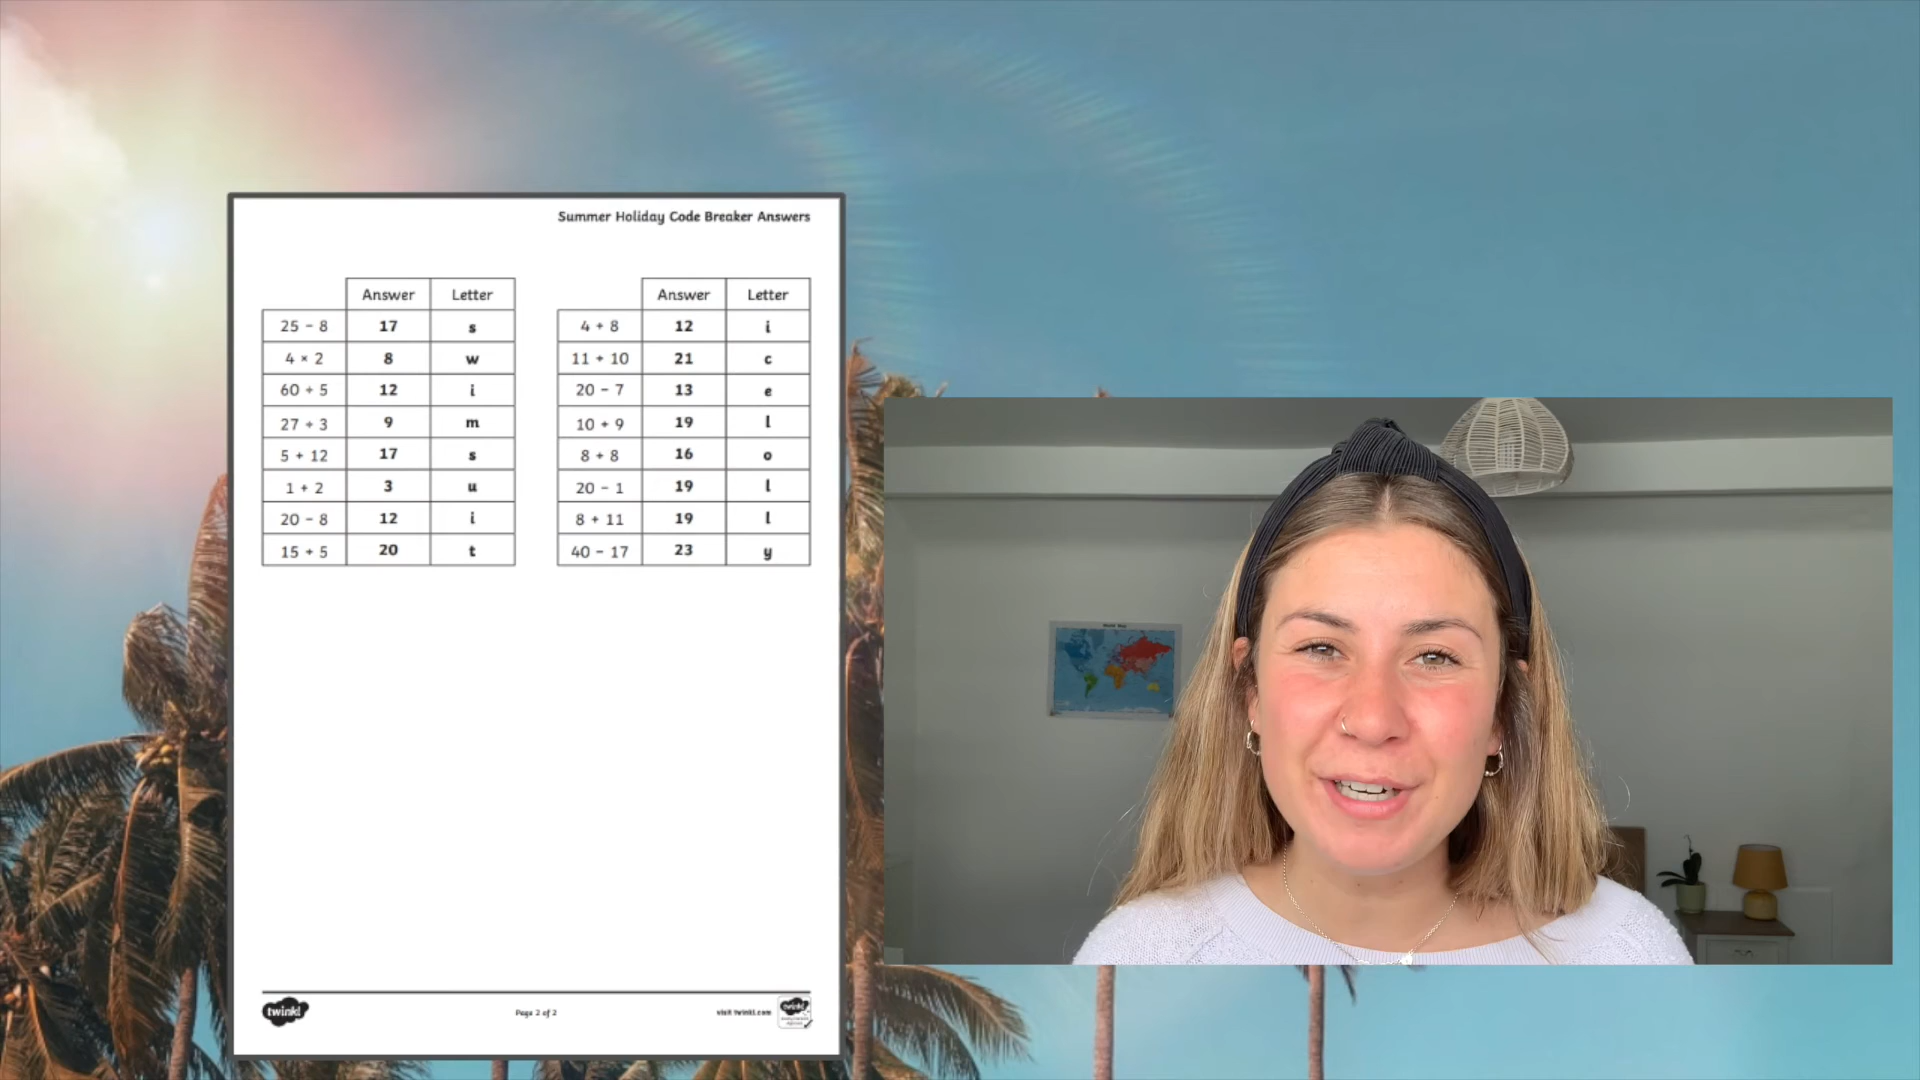 Summer Holiday Code Breaker Answers
Answer Letter
25 - 8 17 s
4 × 2 8 w
60 ÷ 5 12 i
27 ÷ 3 9 m
5 + 12 17 s
1 + 2 3 u
20 - 8 12 i
15 + 5 20 t
Answer Letter
4 + 8 12 i
11 + 10 21 c
20 - 7 13 e
10 + 9 19 l
8 + 8 16 o
20 - 1 19 l
8 + 11 19 l
40 - 17 23 y
twinkl
Page 2 of 2
visit twinkl.com
twinkl
World Map